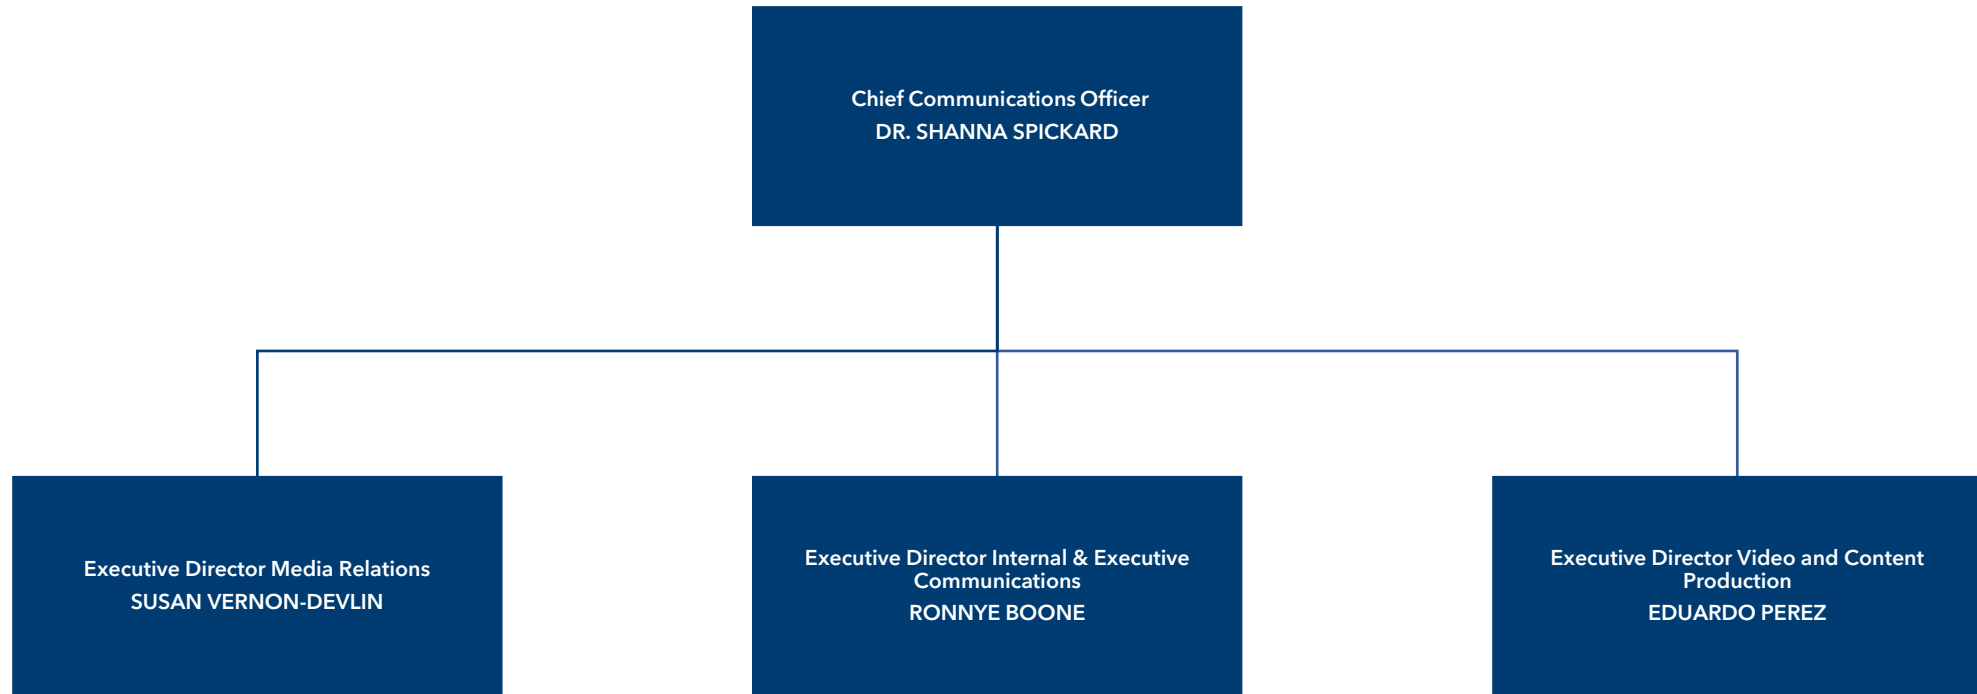 Chief Communications Officer
DR. SHANNA SPICKARD
Executive Director Media Relations
SUSAN VERNON-DEVLIN
Executive Director Internal & Executive
Communications
RONNYE BOONE
Executive Director Video and Content
Production
EDUARDO PEREZ